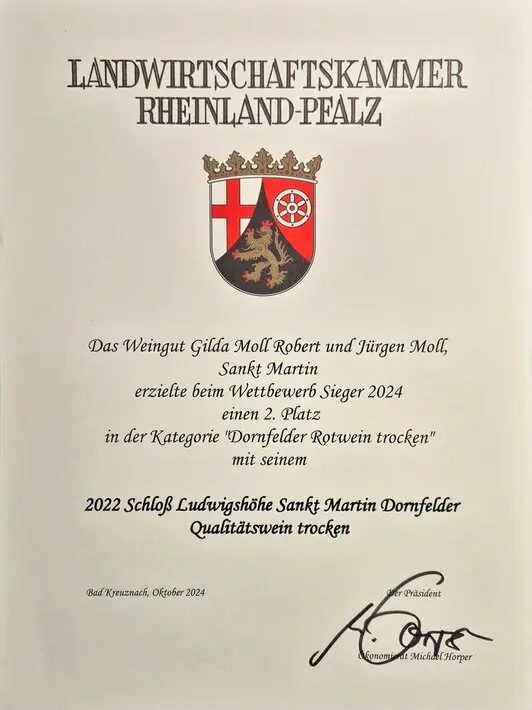 LANDWIRTSCHAFTSKAMMER
RHEINLAND-PFALZ
Das Weingut Gilda Moll Robert und Jürgen Moll,
Sankt Martin
erzielte beim Wettbewerb Sieger 2024
einen 2. Platz
in der Kategorie "Dornfelder Rotwein trocken"
mit seinem
2022 Schloß Ludwigshöhe Sankt Martin Dornfelder
Qualitätswein trocken
Bad Kreuznach, Oktober 2024
Der Präsident
Ökonomierat Michael Horper